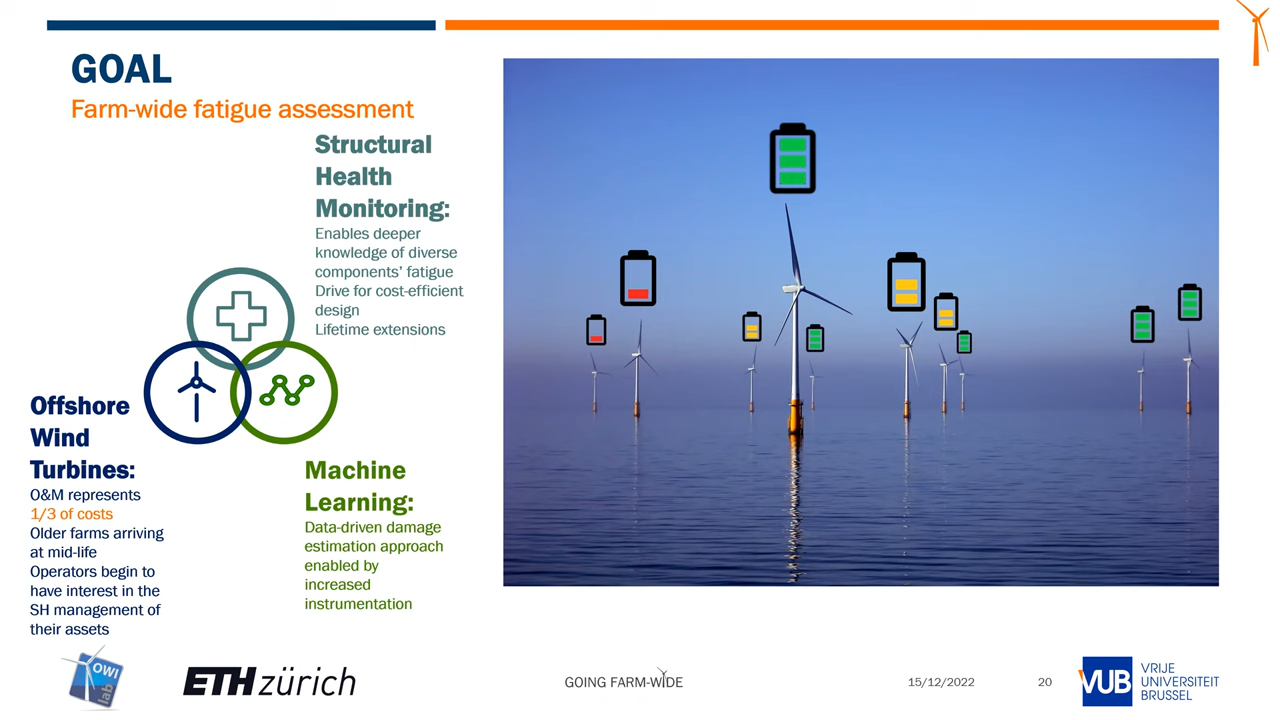 GOAL
Farm-wide fatigue assessment
Structural
Health
Monitoring:
Enables deeper
knowledge of diverse
components’ fatigue
Drive for cost-efficient
design
Lifetime extensions
Offshore
Wind
Turbines:
O&M represents
1/3 of costs
Older farms arriving
at mid-life
Operators begin to
have interest in the
SH management of
their assets
Machine
Learning:
Data-driven damage
estimation approach
enabled by
increased
instrumentation
OWI
lab
ETH zürich
GOING FARM-WIDE
15/12/2022
20
VUB
VRIJE
UNIVERSITEIT
BRUSSEL